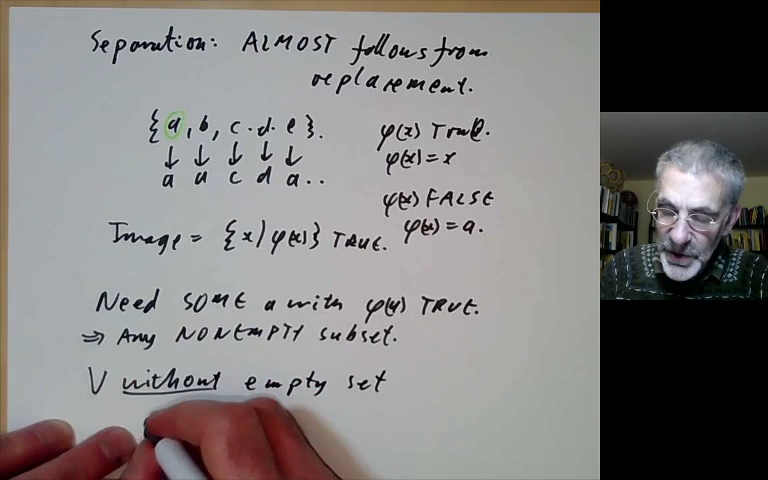 Separation: ALMOST follows from
replacement.
{a, b, c. d. e}.
↓ ↓ ↓ ↓ ↓
a a c d a..
φ(x) TRUE.
φ(x) = x
φ(x) FALSE
φ(x) = a.
Image = {x | φ(x)} TRUE.
Need SOME a with φ(a) TRUE.
⇒ Any NONEMPTY subset.
V without empty set